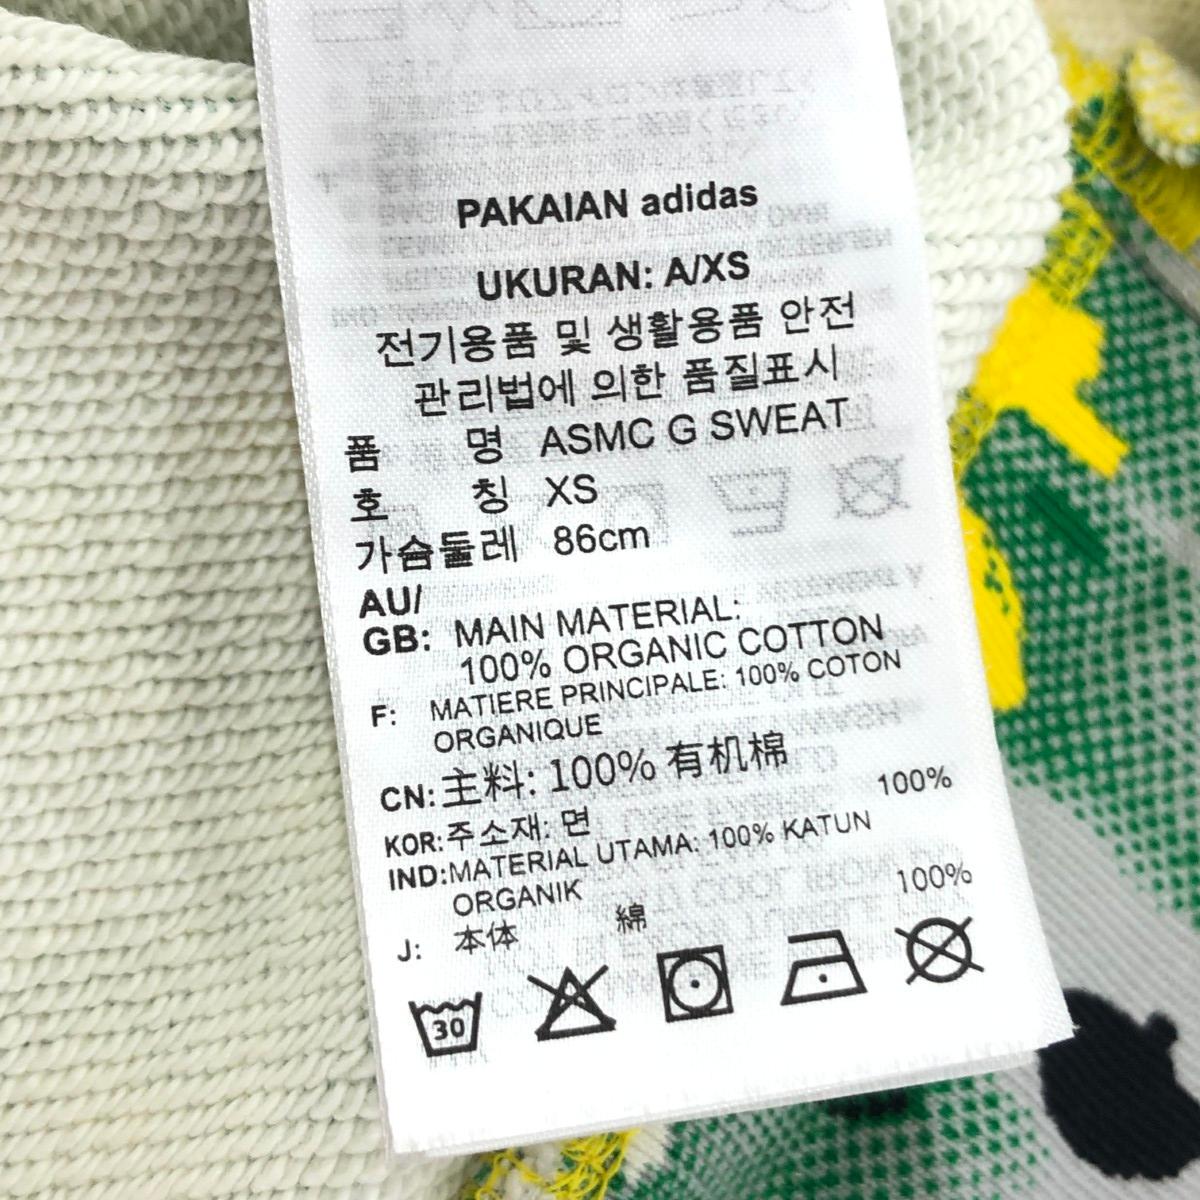 PAKAIAN adidas
UKURAN: A/XS
전기용품 및 생활용품 안전
관리법에 의한 품질표시
품 명 ASMC G SWEAT
호 칭 XS
가슴둘레 86cm
AU/
GB: MAIN MATERIAL:
100% ORGANIC COTTON
F: MATIERE PRINCIPALE: 100% COTON
ORGANIQUE
CN: 主料: 100% 有机棉
KOR: 주소재: 면 100%
IND: MATERIAL UTAMA: 100% KATUN
ORGANIK
J: 本体 綿 100%
30